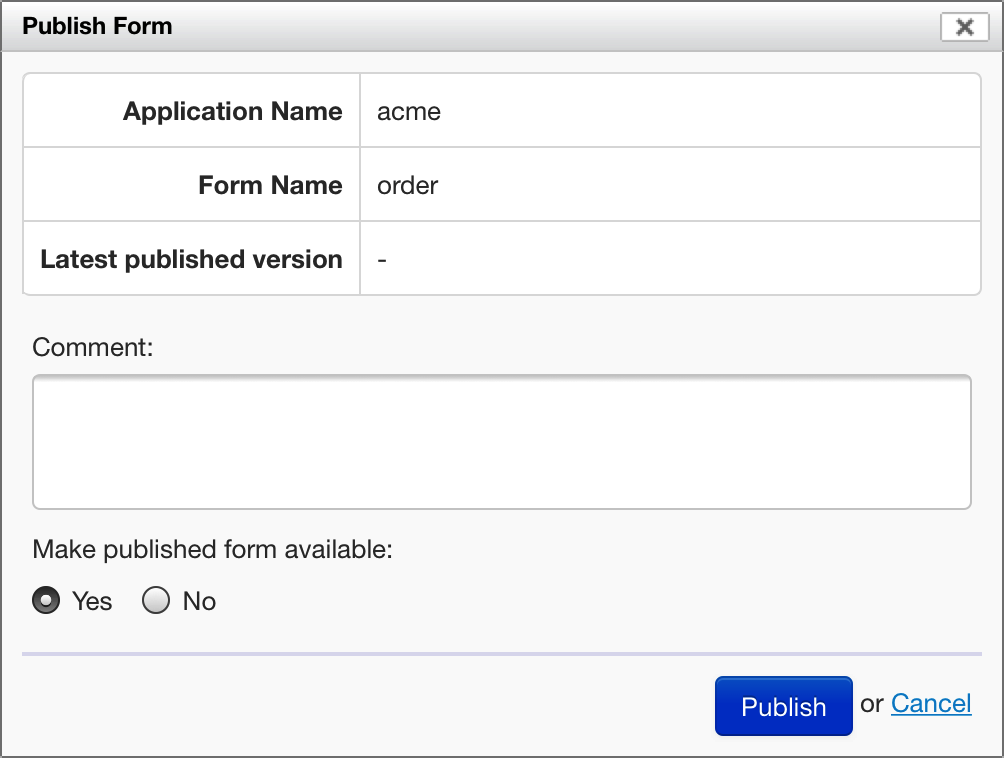 Publish Form
Application Name acme
Form Name order
Latest published version -
Comment:
Make published form available:
Yes No
Publish or Cancel